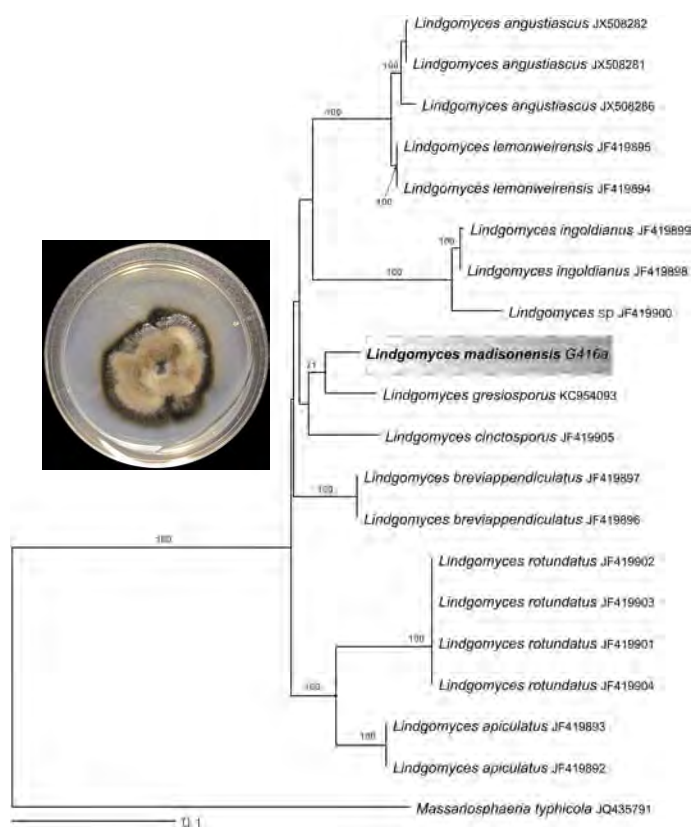 Lindgomyces angustiascus JX508282
Lindgomyces angustiascus JX508281
100
Lindgomyces angustiascus JX508286
100
Lindgomyces lemonweirensis JF419895
Lindgomyces lemonweirensis JF419894
100
Lindgomyces ingoldianus JF419899
100
Lindgomyces ingoldianus JF419898
100
Lindgomyces sp JF419900
Lindgomyces madisonensis G416a
71
Lindgomyces gresiosporus KC954093
Lindgomyces cinctosporus JF419905
Lindgomyces breviappendiculatus JF419897
100
Lindgomyces breviappendiculatus JF419896
100
Lindgomyces rotundatus JF419902
Lindgomyces rotundatus JF419903
100
Lindgomyces rotundatus JF419901
Lindgomyces rotundatus JF419904
100
Lindgomyces apiculatus JF419893
100
Lindgomyces apiculatus JF419892
Massariosphaeria typhicola JQ435791
0.1